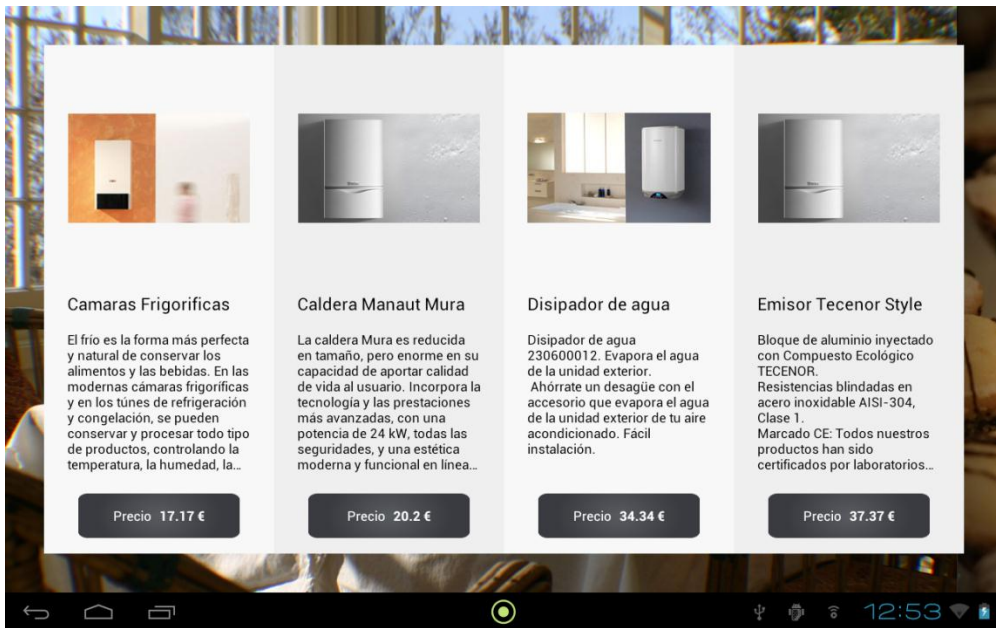 Camaras Frigorificas
El frío es la forma más perfecta
y natural de conservar los
alimentos y las bebidas. En las
modernas cámaras frigoríficas
y en los túnes de refrigeración
y congelación, se pueden
conservar y procesar todo tipo
de productos, controlando la
temperatura, la humedad, la...
Precio 17.17 €
Caldera Manaut Mura
La caldera Mura es reducida
en tamaño, pero enorme en su
capacidad de aportar calidad
de vida al usuario. Incorpora la
tecnología y las prestaciones
más avanzadas, con una
potencia de 24 kW, todas las
seguridades, y una estética
moderna y funcional en línea...
Precio 20.2 €
Disipador de agua
Disipador de agua
230600012. Evapora el agua
de la unidad exterior.
Ahórrate un desagüe con el
accesorio que evapora el agua
de la unidad exterior de tu aire
acondicionado. Fácil
instalación.
Precio 34.34 €
Emisor Tecenor Style
Bloque de aluminio inyectado
con Compuesto Ecológico
TECENOR.
Resistencias blindadas en
acero inoxidable AISI-304,
Clase 1.
Marcado CE: Todos nuestros
productos han sido
certificados por laboratorios...
Precio 37.37 €
12:53